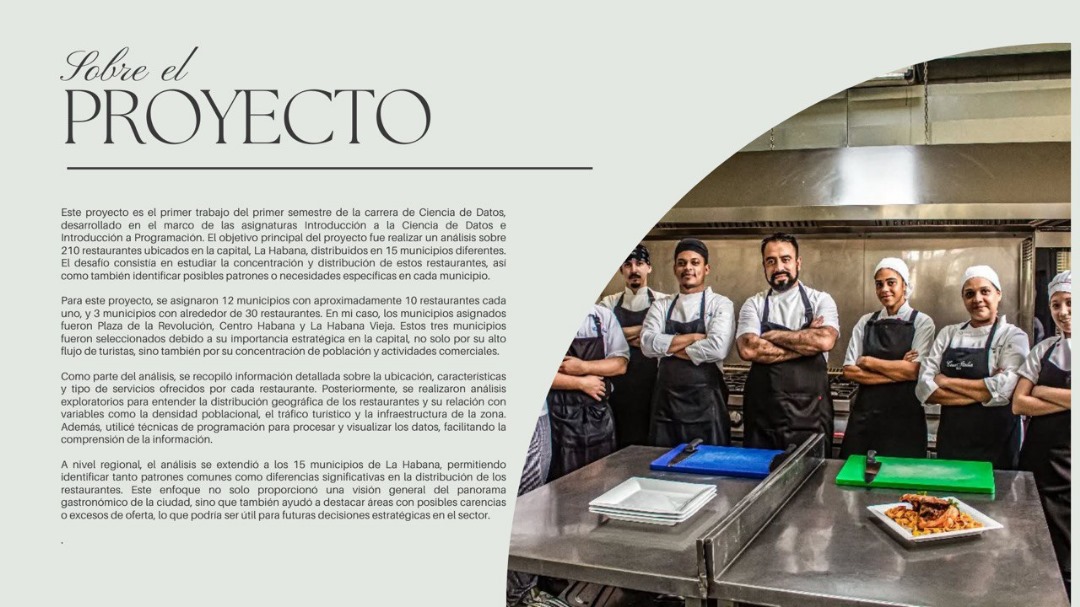 Sobre el
PROYECTO
Este proyecto es el primer trabajo del primer semestre de la carrera de Ciencia de Datos,
desarrollado en el marco de las asignaturas Introducción a la Ciencia de Datos e
Introducción a Programación. El objetivo principal del proyecto fue realizar un análisis sobre
210 restaurantes ubicados en la capital, La Habana, distribuidos en 15 municipios diferentes.
El desafío consistía en estudiar la concentración y distribución de estos restaurantes, así
como también identificar posibles patrones o necesidades específicas en cada municipio.
Para este proyecto, se asignaron 12 municipios con aproximadamente 10 restaurantes cada
uno, y 3 municipios con alrededor de 30 restaurantes. En mi caso, los municipios asignados
fueron Plaza de la Revolución, Centro Habana y La Habana Vieja. Estos tres municipios
fueron seleccionados debido a su importancia estratégica en la capital, no solo por su alto
flujo de turistas, sino también por su concentración de población y actividades comerciales.
Como parte del análisis, se recopiló información detallada sobre la ubicación, características
y tipo de servicios ofrecidos por cada restaurante. Posteriormente, se realizaron análisis
exploratorios para entender la distribución geográfica de los restaurantes y su relación con
variables como la densidad poblacional, el tráfico turístico y la infraestructura de la zona.
Además, utilicé técnicas de programación para procesar y visualizar los datos, facilitando la
comprensión de la información.
A nivel regional, el análisis se extendió a los 15 municipios de La Habana, permitiendo
identificar tanto patrones comunes como diferencias significativas en la distribución de los
restaurantes. Este enfoque no solo proporcionó una visión general del panorama
gastronómico de la ciudad, sino que también ayudó a destacar áreas con posibles carencias
o excesos de oferta, lo que podría ser útil para futuras decisiones estratégicas en el sector.
.